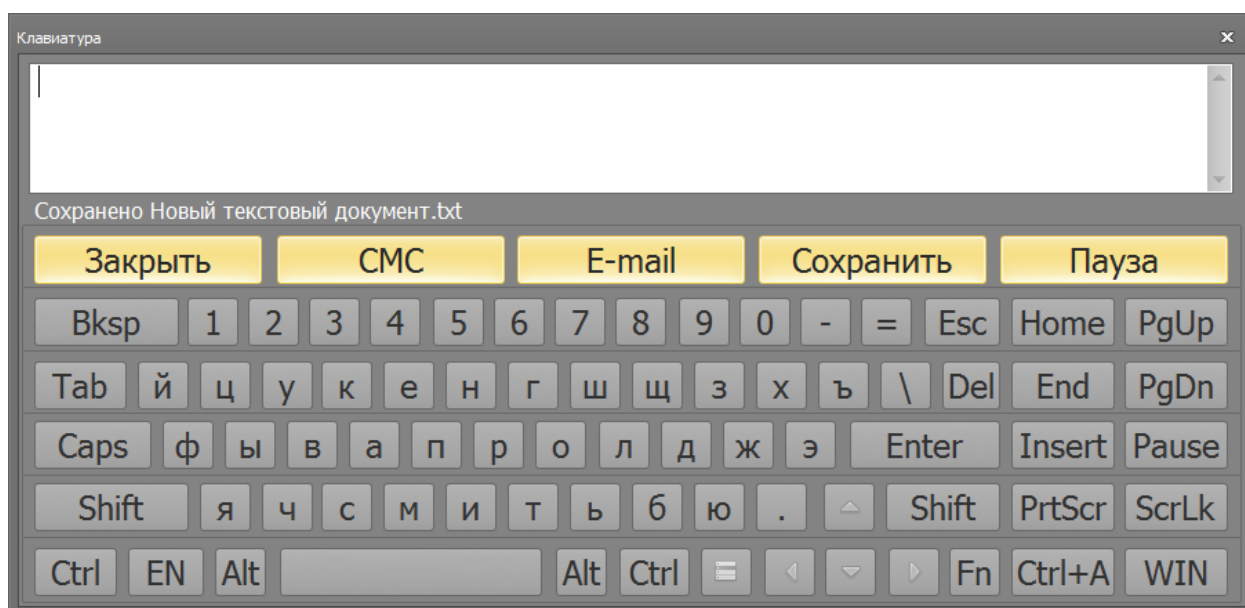 Клавиатура
Сохранено Новый текстовый документ.txt
Закрыть СМС E-mail Сохранить Пауза
Bksp 1 2 3 4 5 6 7 8 9 0 - = Esc Home PgUp
Tab й ц у к е н г ш щ з х ъ \ Del End PgDn
Caps ф ы в а п р о л д ж э Enter Insert Pause
Shift я ч с м и т ь б ю . Shift PrtScr ScrLk
Ctrl EN Alt Alt Ctrl Fn Ctrl+A WIN